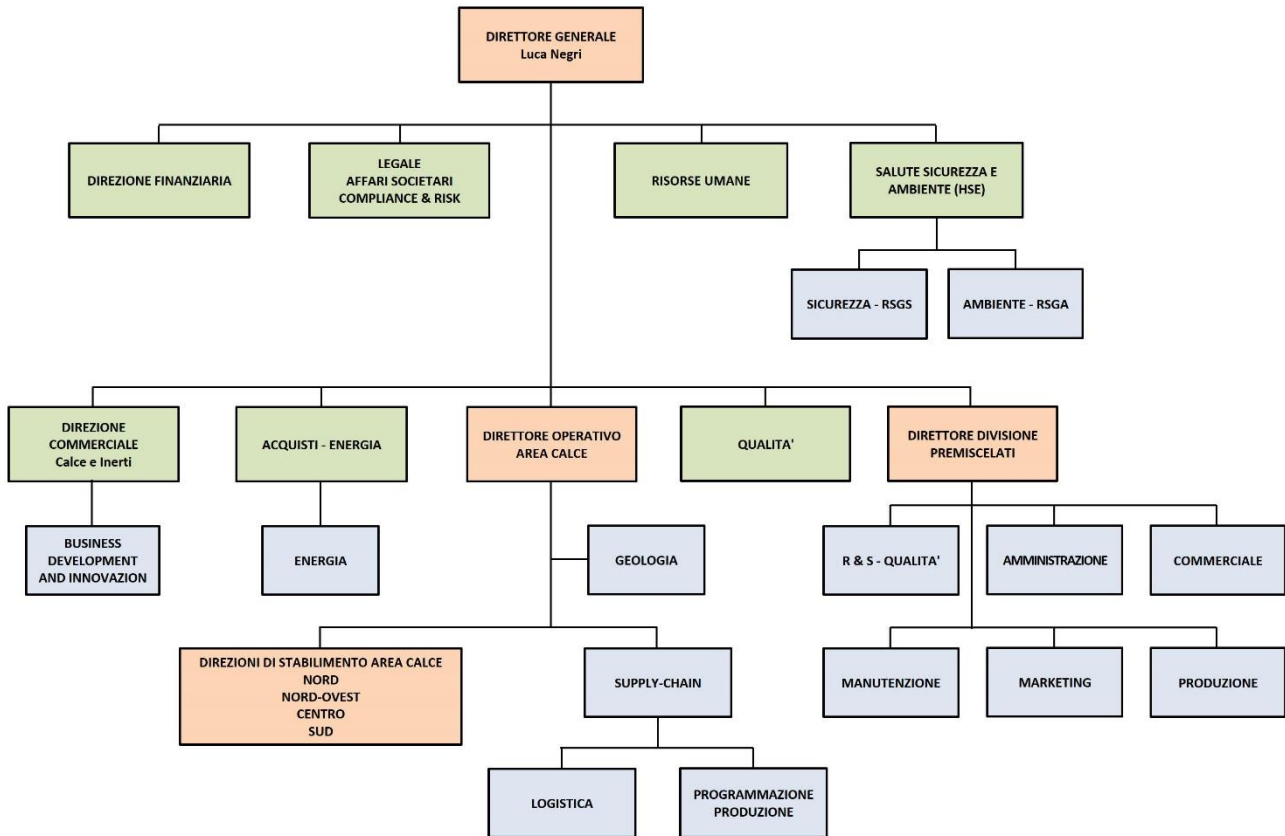 DIRETTORE GENERALE
Luca Negri
DIREZIONE FINANZIARIA
LEGALE
AFFARI SOCIETARI
COMPLIANCE & RISK
RISORSE UMANE
SALUTE SICUREZZA E
AMBIENTE (HSE)
SICUREZZA - RSGS
AMBIENTE - RSGA
DIREZIONE
COMMERCIALE
Calce e Inerti
ACQUISTI - ENERGIA
DIRETTORE OPERATIVO
AREA CALCE
QUALITA'
DIRETTORE DIVISIONE
PREMISCELATI
BUSINESS
DEVELOPMENT
AND INNOVAZION
ENERGIA
GEOLOGIA
R & S - QUALITA'
AMMINISTRAZIONE
COMMERCIALE
DIREZIONI DI STABILIMENTO AREA CALCE
NORD
NORD-OVEST
CENTRO
SUD
SUPPLY-CHAIN
MANUTENZIONE
MARKETING
PRODUZIONE
LOGISTICA
PROGRAMMAZIONE
PRODUZIONE